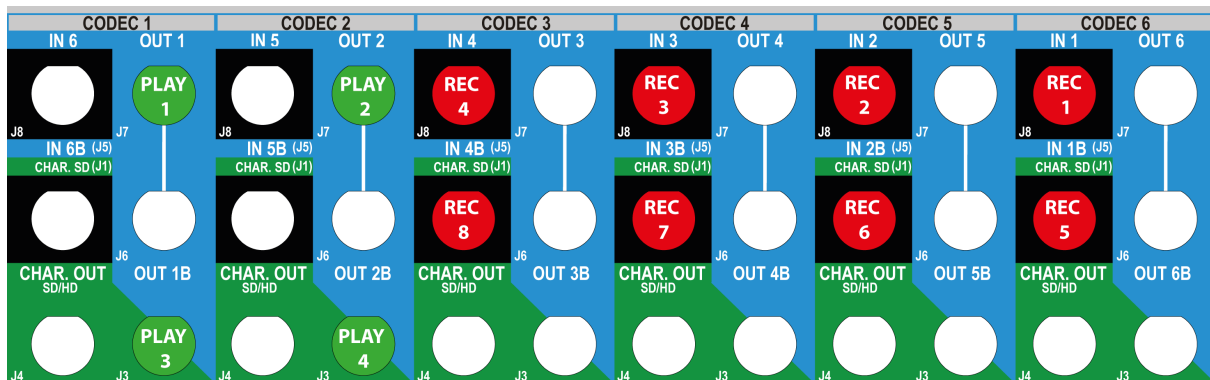 CODEC 1 CODEC 2 CODEC 3 CODEC 4 CODEC 5 CODEC 6
IN 6 OUT 1 IN 5 OUT 2 IN 4 OUT 3 IN 3 OUT 4 IN 2 OUT 5 IN 1 OUT 6
PLAY PLAY REC REC REC REC
1 2 4 3 2 1
J8 J7 J8 J7 J8 J7 J8 J7 J8 J7 J8 J7
IN 6B (J5) IN 5B (J5) IN 4B (J5) IN 3B (J5) IN 2B (J5) IN 1B (J5)
CHAR. SD (J1) CHAR. SD (J1) CHAR. SD (J1) CHAR. SD (J1) CHAR. SD (J1) CHAR. SD (J1)
REC REC REC REC
8 7 6 5
J6 J6 J6 J6 J6 J6
CHAR. OUT OUT 1B CHAR. OUT OUT 2B CHAR. OUT OUT 3B CHAR. OUT OUT 4B CHAR. OUT OUT 5B CHAR. OUT OUT 6B
SD/HD SD/HD SD/HD SD/HD SD/HD SD/HD
PLAY PLAY
3 4
J4 J3 J4 J3 J4 J3 J4 J3 J4 J3 J4 J3